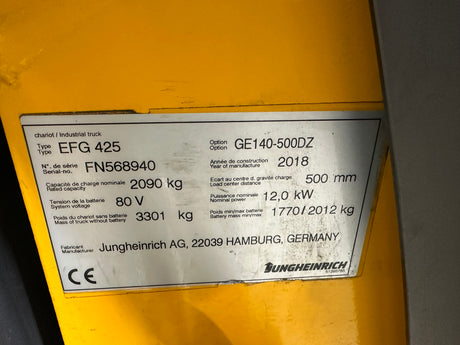 chariot / Industrial truck
Type
Type EFG 425 Option
Option GE140-500DZ
N°. de série
Serial-no. FN568940 Année de construction
Year of manufacture 2018
Capacité de charge nominale
Rated capacity 2090 kg Ecart au centre d. gravité charge
Load center distance 500 mm
Tension de la batterie
System voltage 80 V Puissance nominale
Nominal power 12,0 kW
Poids du chariot sans batterie
Mass of truck without battery 3301 kg Poids min/max batterie
Battery mass min/max 1770/2012 kg
Fabricant
Manufacturer Jungheinrich AG, 22039 HAMBURG, GERMANY
CE JUNGHEINRICH